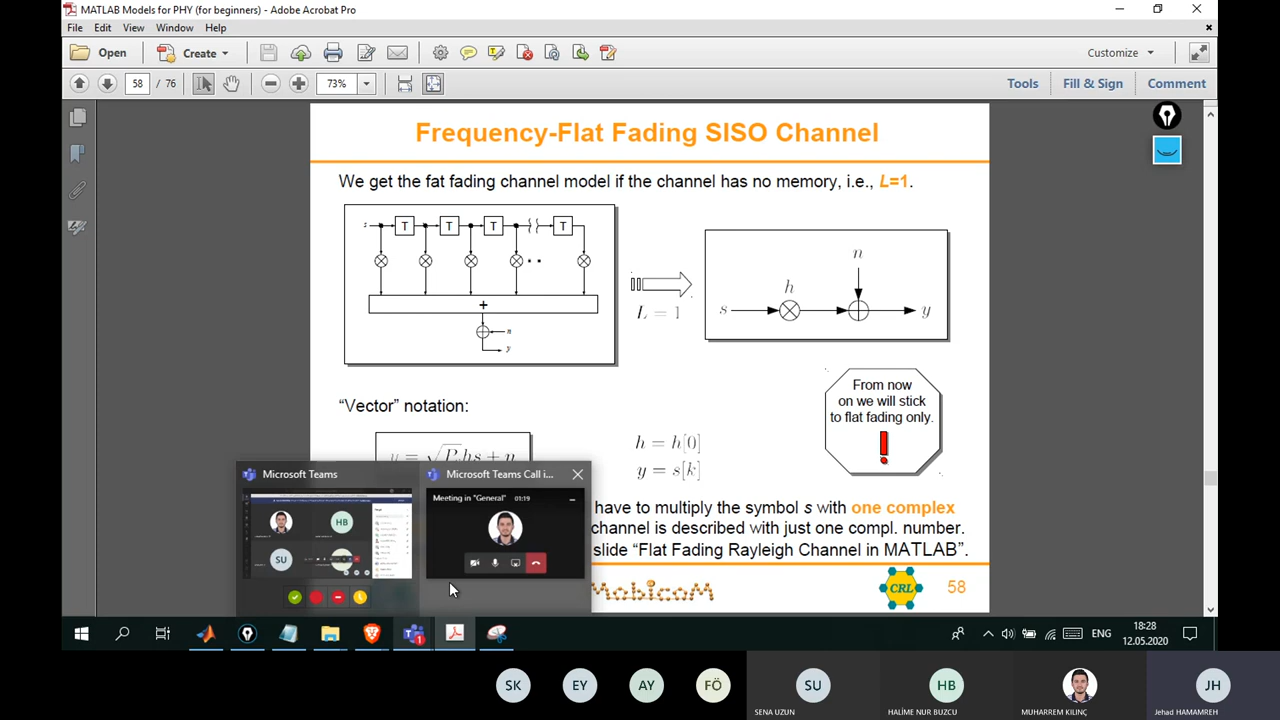 MATLAB Models for PHY (for beginners) - Adobe Acrobat Pro
File Edit View Window Help
Open Create Customize
58 / 76 73% Tools Fill & Sign Comment
Frequency-Flat Fading SISO Channel
We get the fat fading channel model if the channel has no memory, i.e., L=1.
s T T T T
+
n
y
L = 1
n
h
s y
From now
on we will stick
to flat fading only.
!
"Vector" notation:
h = h[0]
y = s[k]
Microsoft Teams
Microsoft Teams Call i...
Meeting in "General" 01:19
HB
SU
have to multiply the symbol s with one complex
channel is described with just one compl. number.
slide "Flat Fading Rayleigh Channel in MATLAB".
MobicoM
CRL
58
ENG
18:28
12.05.2020
SK EY AY FÖ SU HB JH
SENA UZUN HALİME NUR BUZCU MUHARREM KILINÇ Jehad HAMAMREH